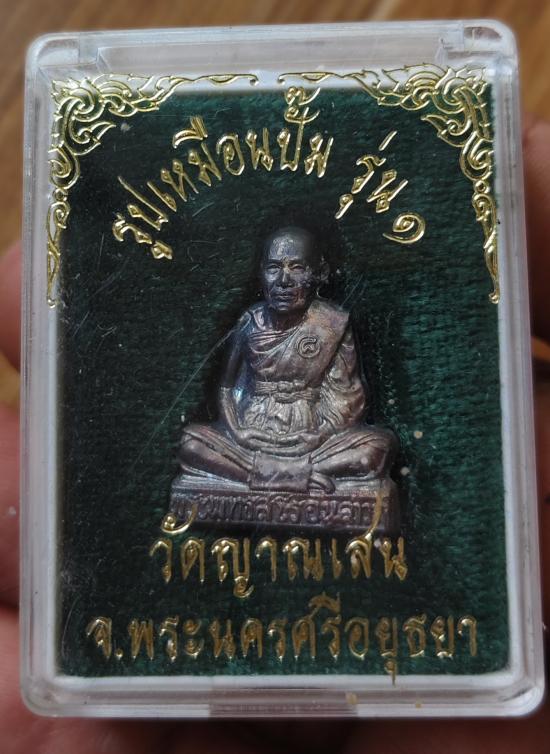 รูปเหมือนปั้ม รุ่น ๑
วัดญาณเส่น
จ.พระนครศรีอยุธยา